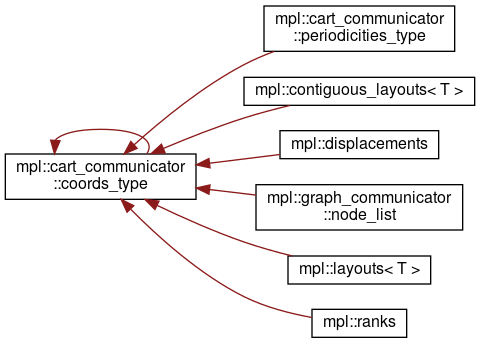 mpl::cart_communicator
::periodicities_type
mpl::contiguous_layouts< T >
mpl::displacements
mpl::cart_communicator
::coords_type
mpl::graph_communicator
::node_list
mpl::layouts< T >
mpl::ranks